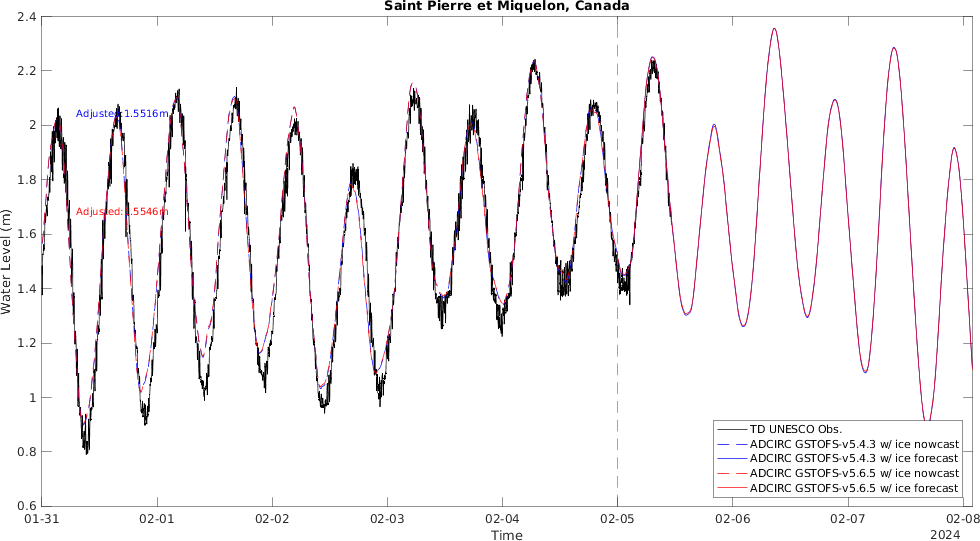 Saint Pierre et Miquelon, Canada
2.4
2.2
2
1.8
1.6
1.4
1.2
1
0.8
0.6
Water Level (m)
Adjusted:1.5516m
Adjusted:1.5546m
TD UNESCO Obs.
ADCIRC GSTOFS-v5.4.3 w/ ice nowcast
ADCIRC GSTOFS-v5.4.3 w/ ice forecast
ADCIRC GSTOFS-v5.6.5 w/ ice nowcast
ADCIRC GSTOFS-v5.6.5 w/ ice forecast
01-31 02-01 02-02 02-03 02-04 02-05 02-06 02-07 02-08
Time 2024